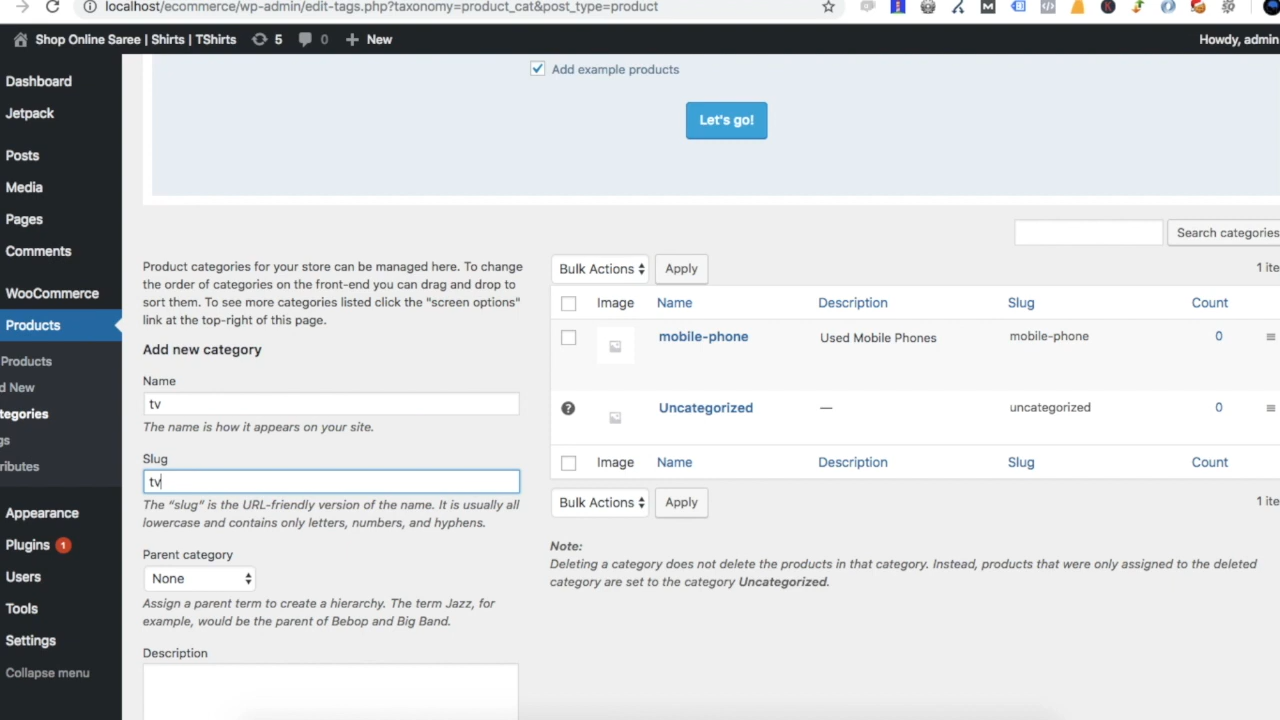 localhost/ecommerce/wp-admin/edit-tags.php?taxonomy=product_cat&post_type=product
Shop Online Saree | Shirts | TShirts 5 0 New Howdy, admin
Dashboard
Jetpack
Posts
Media
Pages
Comments
WooCommerce
Products
Products
d New
tegories
gs
ributes
Appearance
Plugins 1
Users
Tools
Settings
Collapse menu
Add example products
Let's go!
Search categories
Product categories for your store can be managed here. To change
the order of categories on the front-end you can drag and drop to
sort them. To see more categories listed click the "screen options"
link at the top-right of this page.
Add new category
Name
tv
The name is how it appears on your site.
Slug
tv
The “slug” is the URL-friendly version of the name. It is usually all
lowercase and contains only letters, numbers, and hyphens.
Parent category
None
Assign a parent term to create a hierarchy. The term Jazz, for
example, would be the parent of Bebop and Big Band.
Description
Bulk Actions Apply 1 ite
Image Name Description Slug Count
mobile-phone Used Mobile Phones mobile-phone 0
Uncategorized — uncategorized 0
Image Name Description Slug Count
Bulk Actions Apply 1 ite
Note:
Deleting a category does not delete the products in that category. Instead, products that were only assigned to the deleted
category are set to the category Uncategorized.